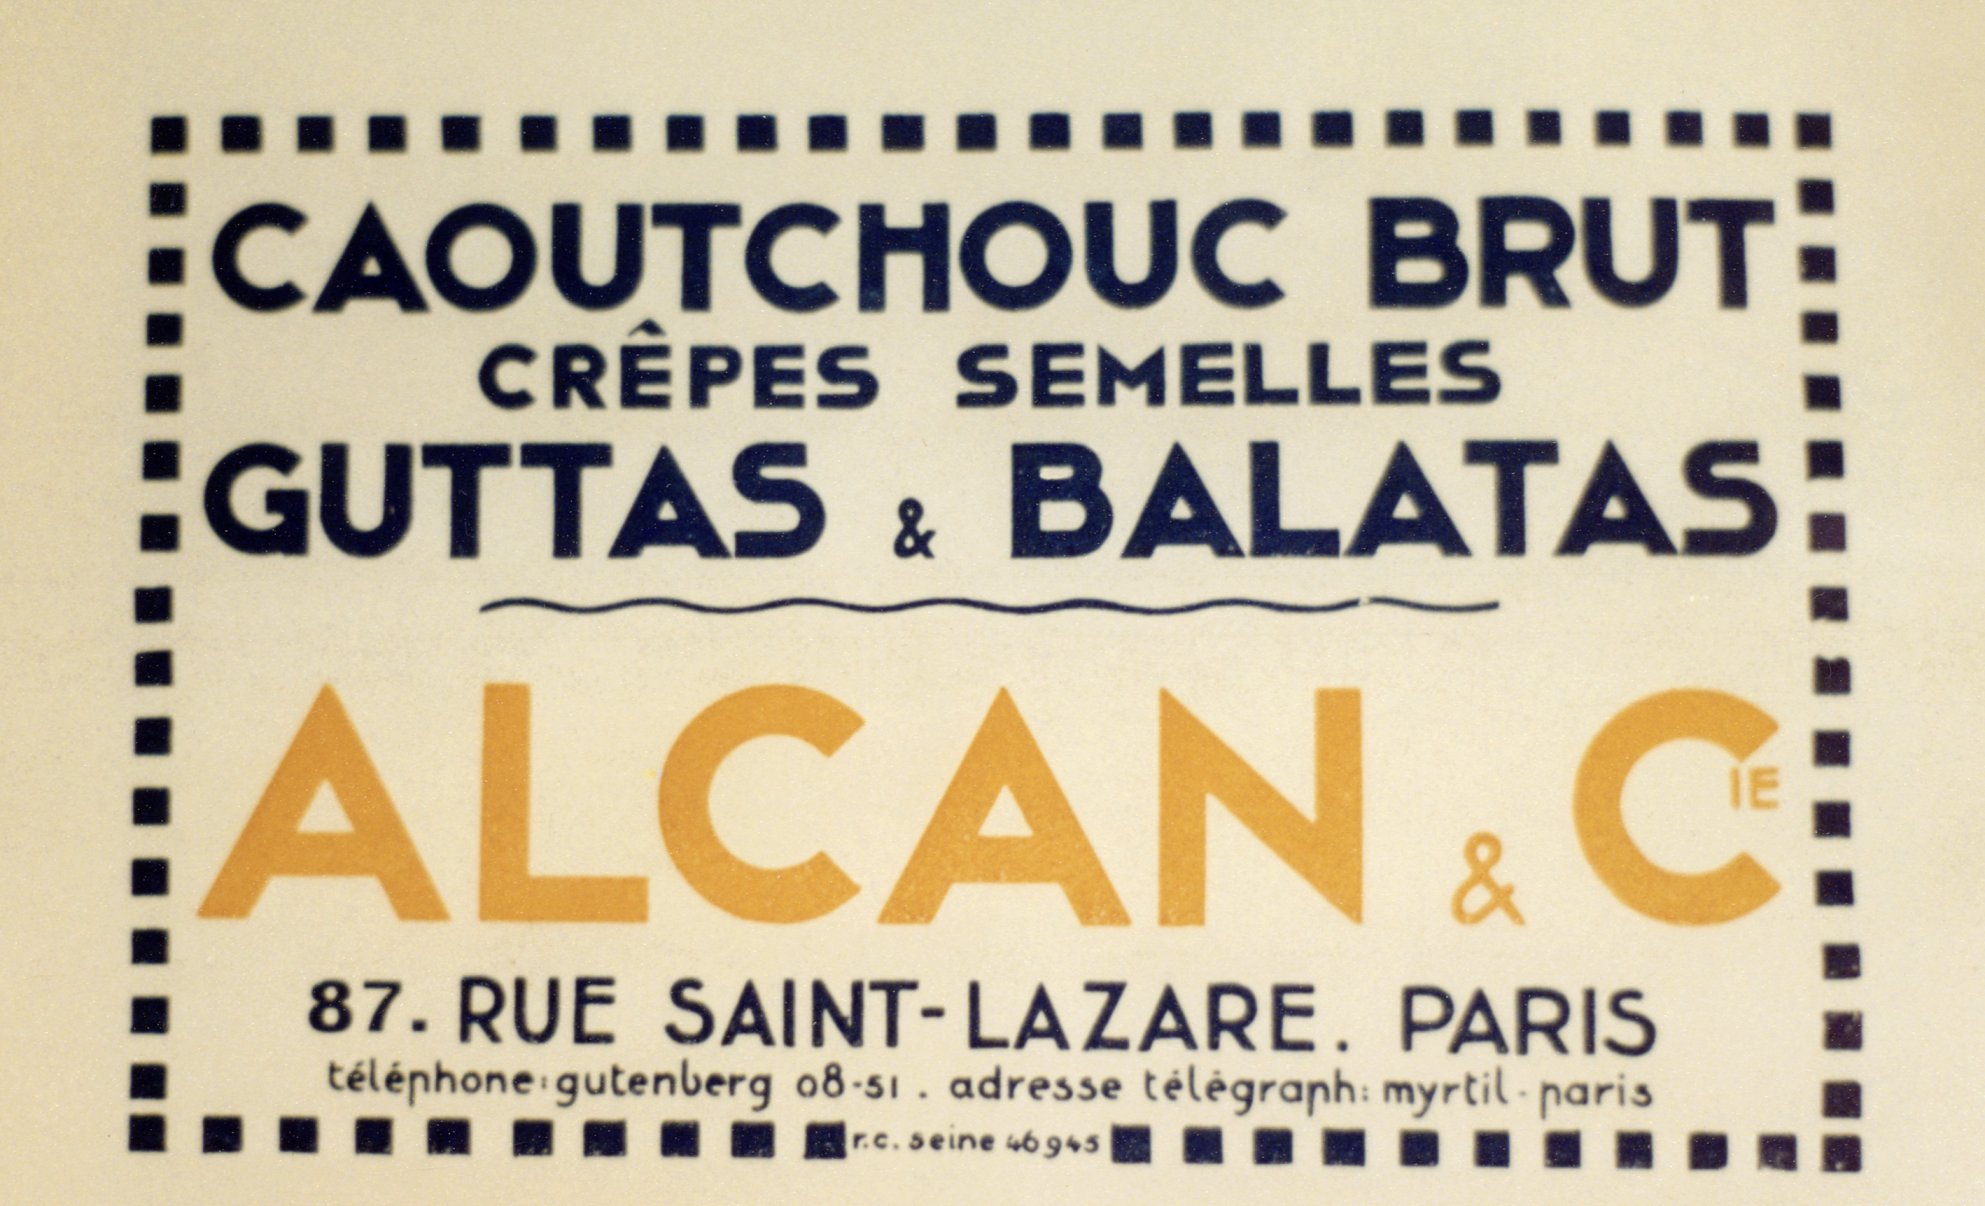 CAOUTCHOUC BRUT
CRÊPES SEMELLES
GUTTAS & BALATAS
ALCAN & CIE
87. RUE SAINT-LAZARE. PARIS
téléphone: gutenberg 08-51. adresse télégraph: myrtil-paris
r.c. seine 46945